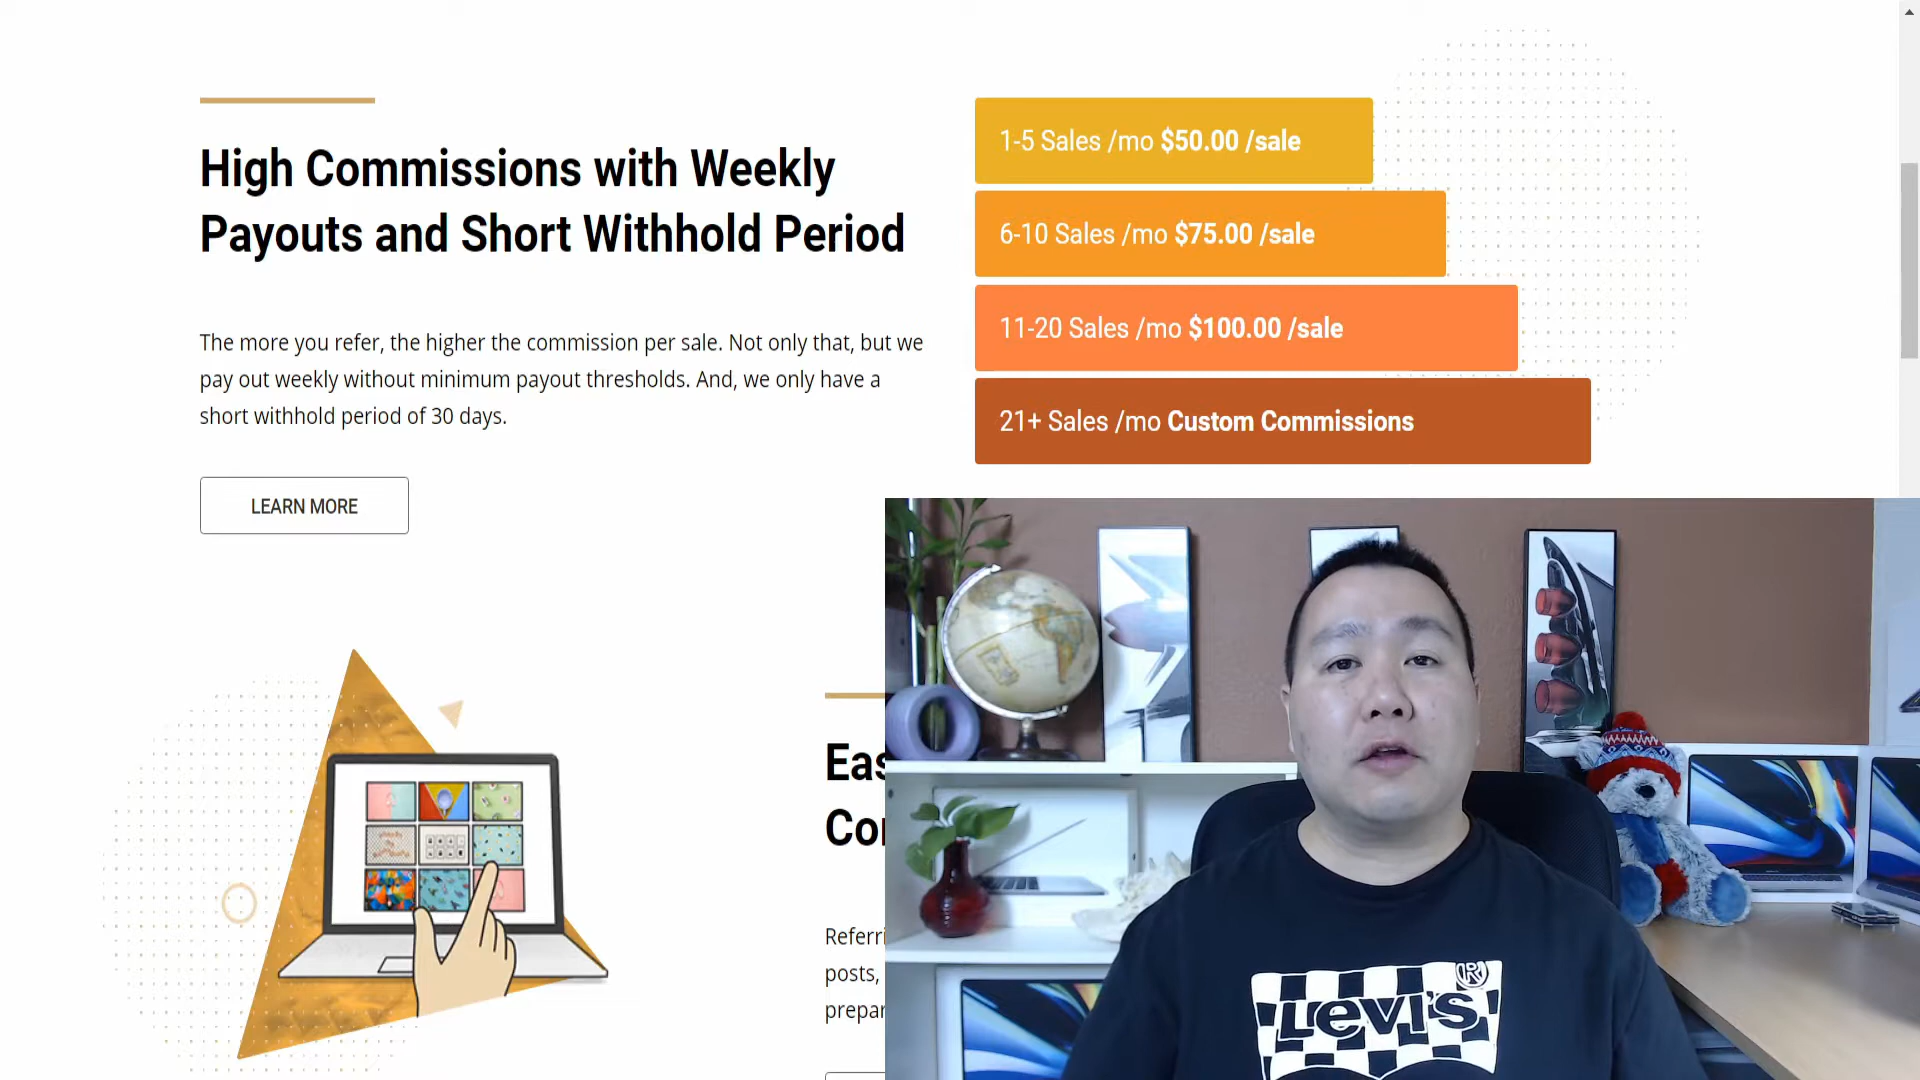 High Commissions with Weekly
Payouts and Short Withhold Period
The more you refer, the higher the commission per sale. Not only that, but we
pay out weekly without minimum payout thresholds. And, we only have a
short withhold period of 30 days.
LEARN MORE
1-5 Sales /mo $50.00 /sale
6-10 Sales /mo $75.00 /sale
11-20 Sales /mo $100.00 /sale
21+ Sales /mo Custom Commissions
posts,
Levi's ®